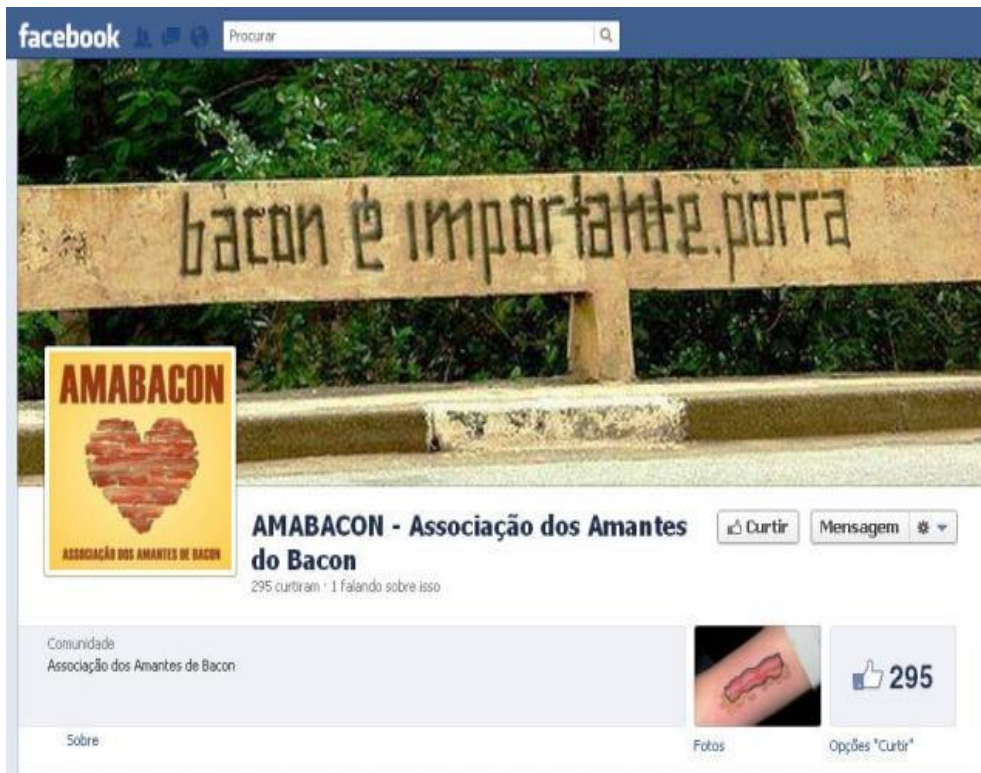 facebook
Procurar
bacon é importante.porra
AMABACON
ASSOCIAÇÃO DOS AMANTES DE BACON
AMABACON - Associação dos Amantes
do Bacon
295 curtiram · 1 falando sobre isso
Curtir
Mensagem
Comunidade
Associação dos Amantes de Bacon
295
Sobre
Fotos
Opções "Curtir"